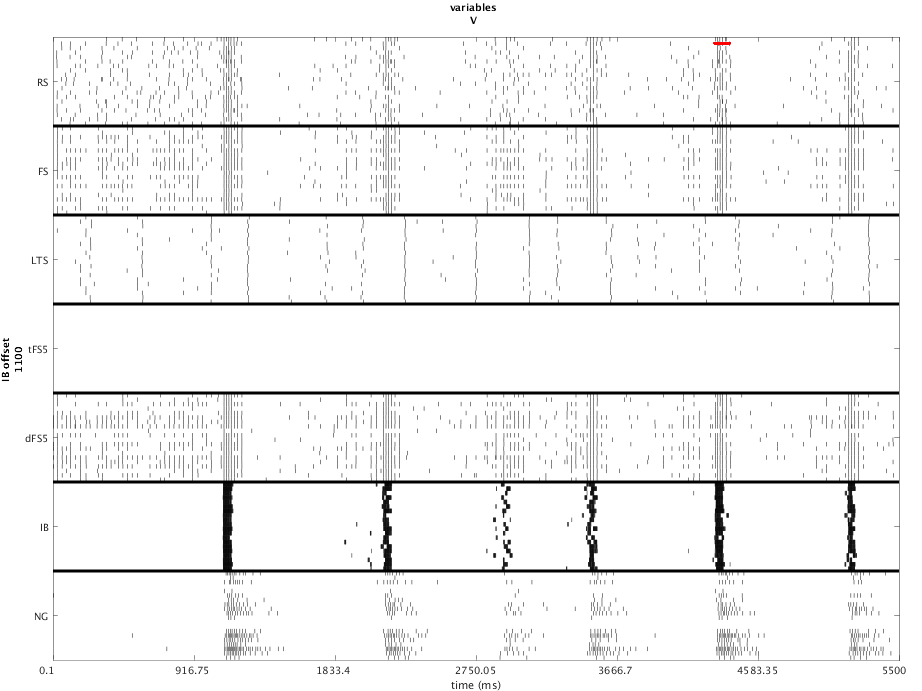 variables
V
RS
FS
LTS
tFS5
dFS5
IB
NG
IB offset
1100
0.1 916.75 1833.4 2750.05 3666.7 4583.35 5500
time (ms)